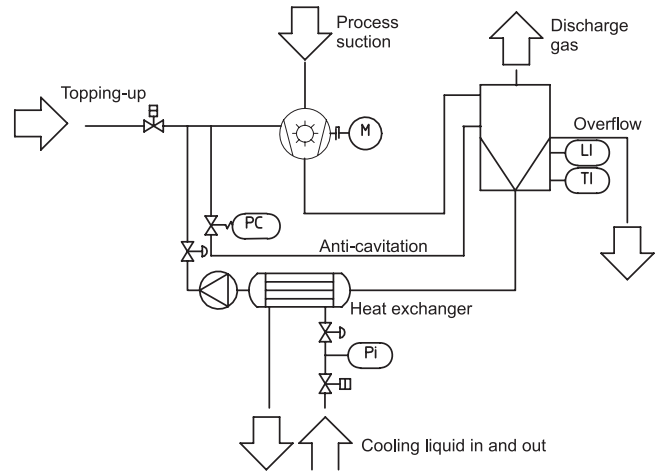 Process
suction
Discharge
gas
Topping-up
Overflow
M
LI
TI
PC
Anti-cavitation
Heat exchanger
Pi
Cooling liquid in and out